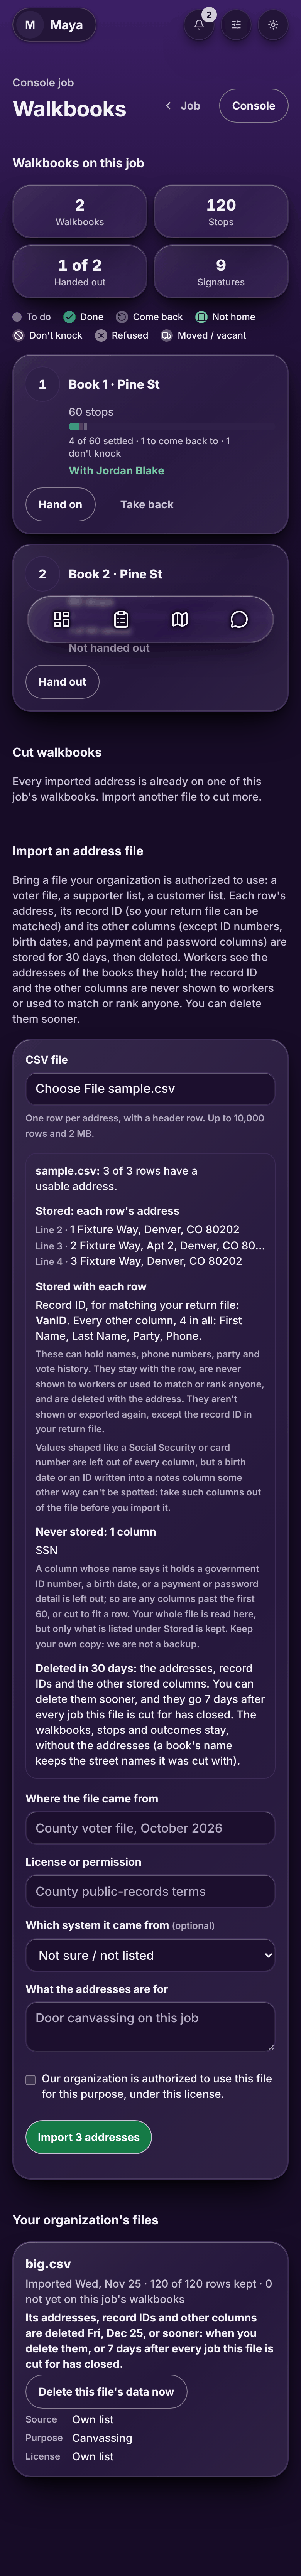 M Maya
2
Console job
Walkbooks
Job
Console
Walkbooks on this job
2
Walkbooks
120
Stops
1 of 2
Handed out
9
Signatures
To do
Done
Come back
Not home
Don't knock
Refused
Moved / vacant
1
Book 1 · Pine St
60 stops
4 of 60 settled · 1 to come back to · 1
don't knock
With Jordan Blake
Hand on
Take back
2
Book 2 · Pine St
Not handed out
Hand out
Cut walkbooks
Every imported address is already on one of this
job's walkbooks. Import another file to cut more.
Import an address file
Bring a file your organization is authorized to use: a
voter file, a supporter list, a customer list. Each row's
address, its record ID (so your return file can be
matched) and its other columns (except ID numbers,
birth dates, and payment and password columns) are
stored for 30 days, then deleted. Workers see the
addresses of the books they hold; the record ID
and the other columns are never shown to workers
or used to match or rank anyone. You can delete
them sooner.
CSV file
Choose File sample.csv
One row per address, with a header row. Up to 10,000
rows and 2 MB.
sample.csv: 3 of 3 rows have a
usable address.
Stored: each row's address
Line 2 · 1 Fixture Way, Denver, CO 80202
Line 3 · 2 Fixture Way, Apt 2, Denver, CO 80…
Line 4 · 3 Fixture Way, Denver, CO 80202
Stored with each row
Record ID, for matching your return file:
VanID. Every other column, 4 in all: First
Name, Last Name, Party, Phone.
These can hold names, phone numbers, party and
vote history. They stay with the row, are never
shown to workers or used to match or rank anyone,
and are deleted with the address. They aren't
shown or exported again, except the record ID in
your return file.
Values shaped like a Social Security or card
number are left out of every column, but a birth
date or an ID written into a notes column some
other way can't be spotted: take such columns out
of the file before you import it.
Never stored: 1 column
SSN
A column whose name says it holds a government
ID number, a birth date, or a payment or password
detail is left out; so are any columns past the first
60, or cut to fit a row. Your whole file is read here,
but only what is listed under Stored is kept. Keep
your own copy: we are not a backup.
Deleted in 30 days: the addresses, record
IDs and the other stored columns. You can
delete them sooner, and they go 7 days after
every job this file is cut for has closed. The
walkbooks, stops and outcomes stay,
without the addresses (a book's name
keeps the street names it was cut with).
Where the file came from
County voter file, October 2026
License or permission
County public-records terms
Which system it came from (optional)
Not sure / not listed
What the addresses are for
Door canvassing on this job
Our organization is authorized to use this file
for this purpose, under this license.
Import 3 addresses
Your organization's files
big.csv
Imported Wed, Nov 25 · 120 of 120 rows kept · 0
not yet on this job's walkbooks
Its addresses, record IDs and other columns
are deleted Fri, Dec 25, or sooner: when you
delete them, or 7 days after every job this file is
cut for has closed.
Delete this file's data now
Source Own list
Purpose Canvassing
License Own list